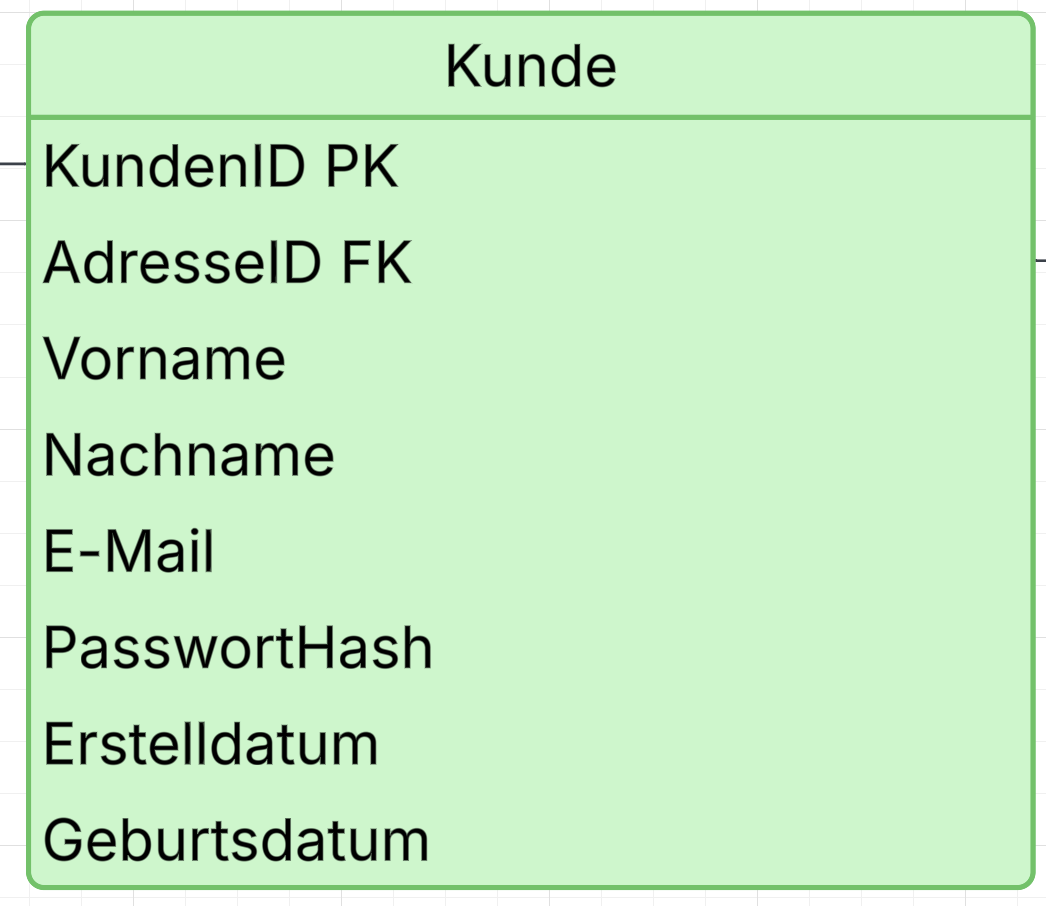 Kunde
KundenID PK
AdresseID FK
Vorname
Nachname
E-Mail
PasswortHash
Erstelldatum
Geburtsdatum